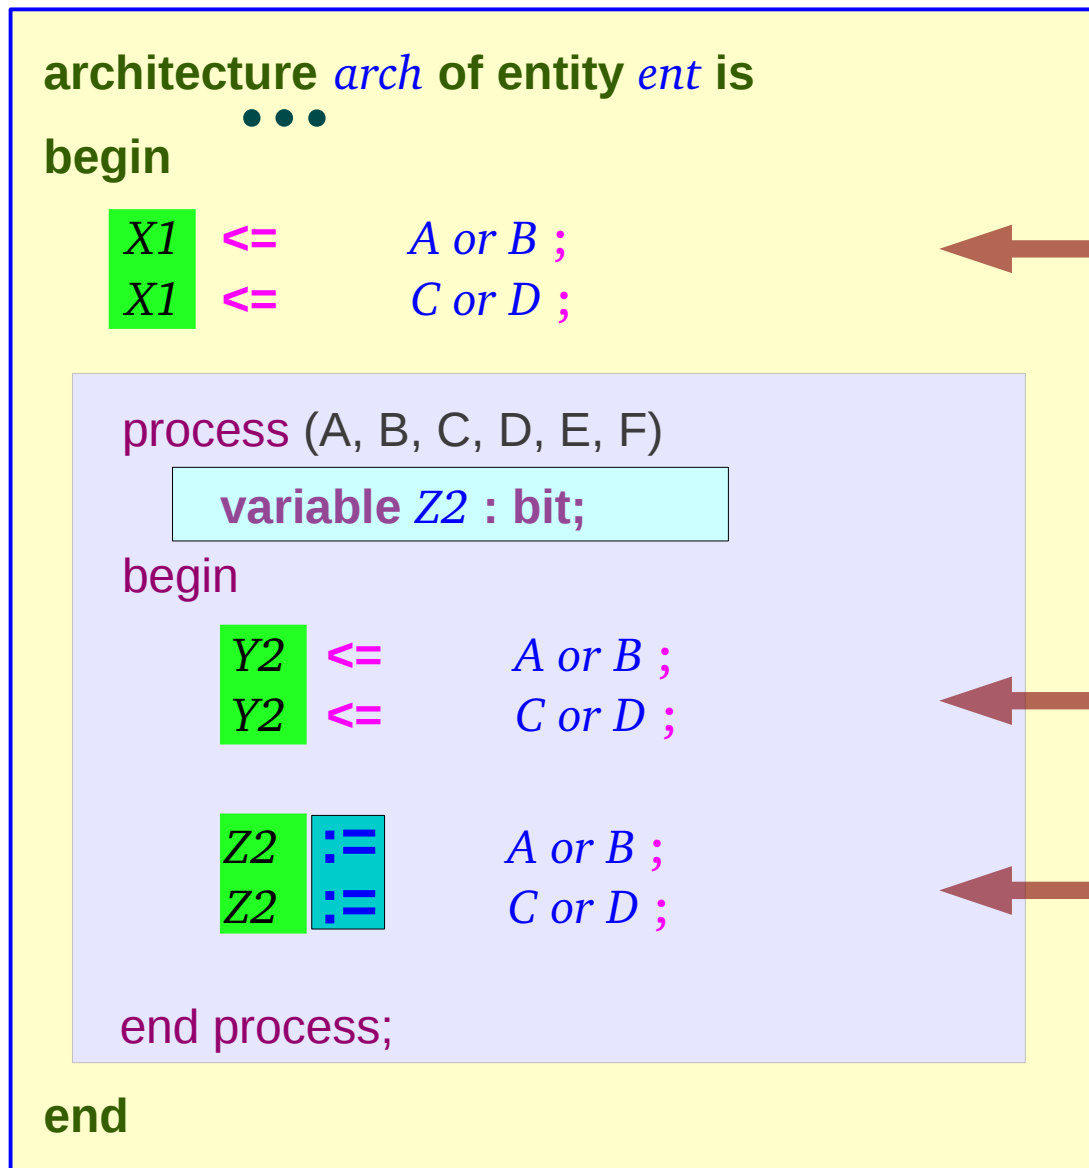 architecture arch of entity ent is
● ● ●
begin
X1 <= A or B ;
X1 <= C or D ;
process (A, B, C, D, E, F)
variable Z2 : bit;
begin
Y2 <= A or B ;
Y2 <= C or D ;
Z2 := A or B ;
Z2 := C or D ;
end process;
end